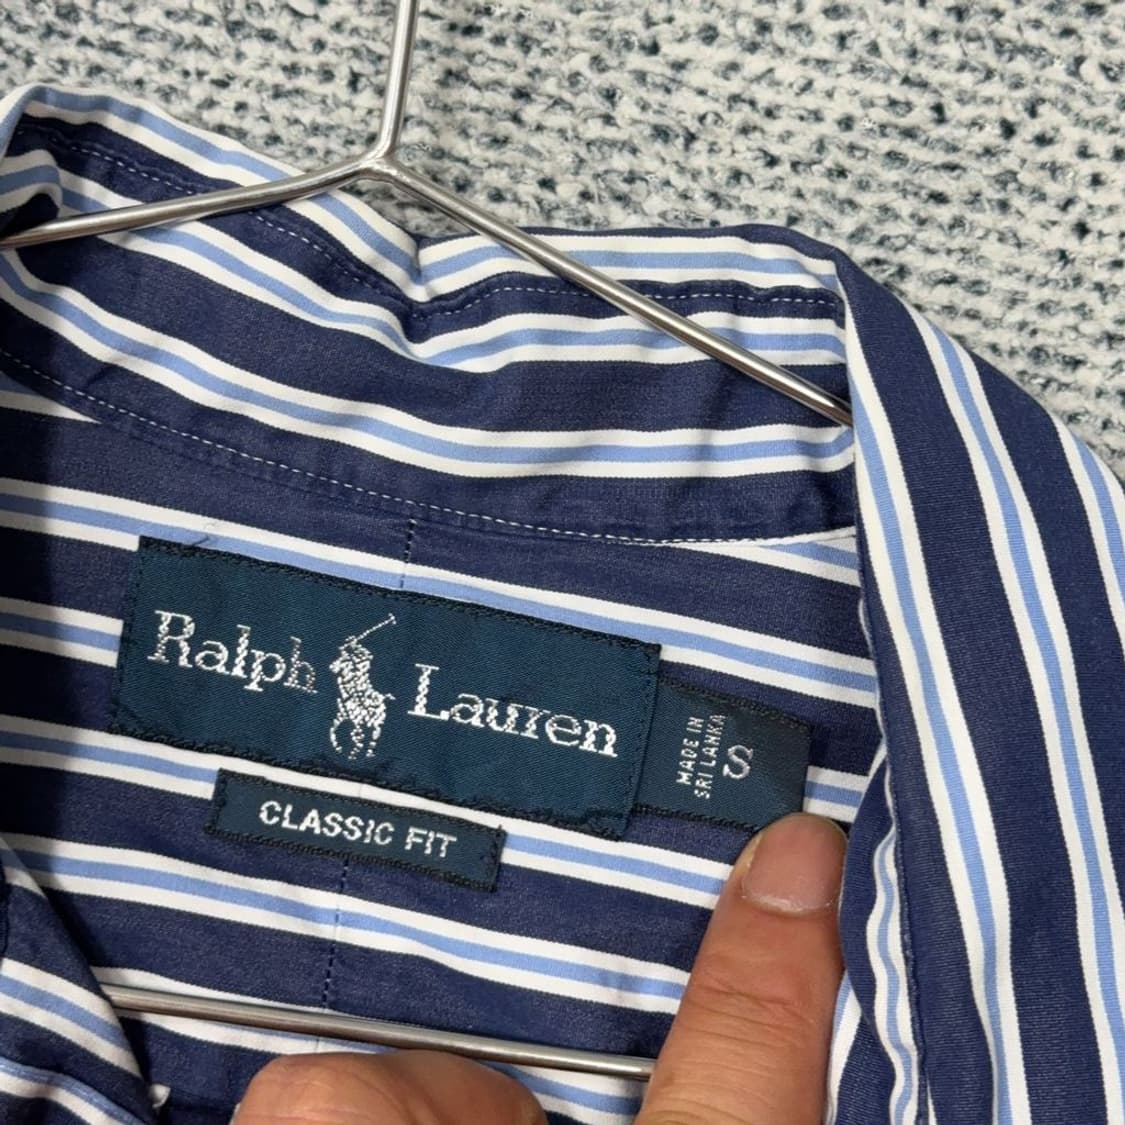 Ralph Lauren
MADE IN
SRI LANKA
S
CLASSIC FIT